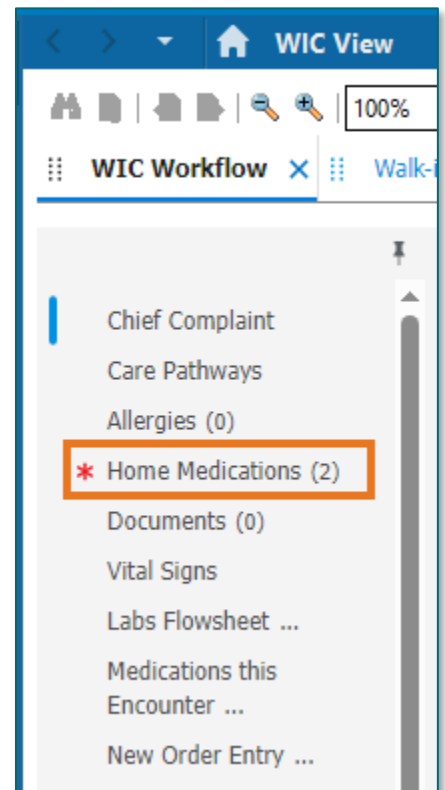 WIC View
100%
WIC Workflow
Walk-i
Chief Complaint
Care Pathways
Allergies (0)
* Home Medications (2)
Documents (0)
Vital Signs
Labs Flowsheet ...
Medications this
Encounter ...
New Order Entry ...